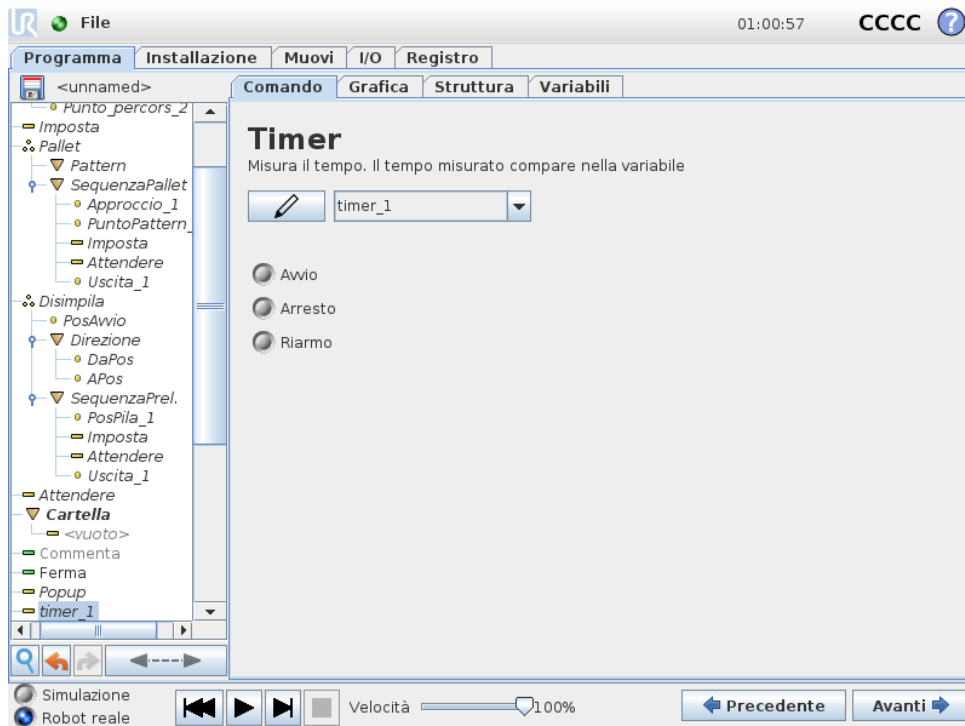 UR File 01:00:57 CCCC ?
Programma Installazione Muovi I/O Registro
<unnamed> Comando Grafica Struttura Variabili
Punto_percors_2
Imposta
Pallet
Pattern
SequenzaPallet
Approccio_1
PuntoPattern_
Imposta
Attendere
Uscita_1
Disimpila
PosAvvio
Direzione
DaPos
APos
SequenzaPrel.
PosPila_1
Imposta
Attendere
Uscita_1
Attendere
Cartella
<vuoto>
Commenta
Ferma
Popup
timer_1
Timer
Misura il tempo. Il tempo misurato compare nella variabile
timer_1
Avvio
Arresto
Riarmo
Simulazione
Robot reale
Velocità 100%
Precedente Avanti